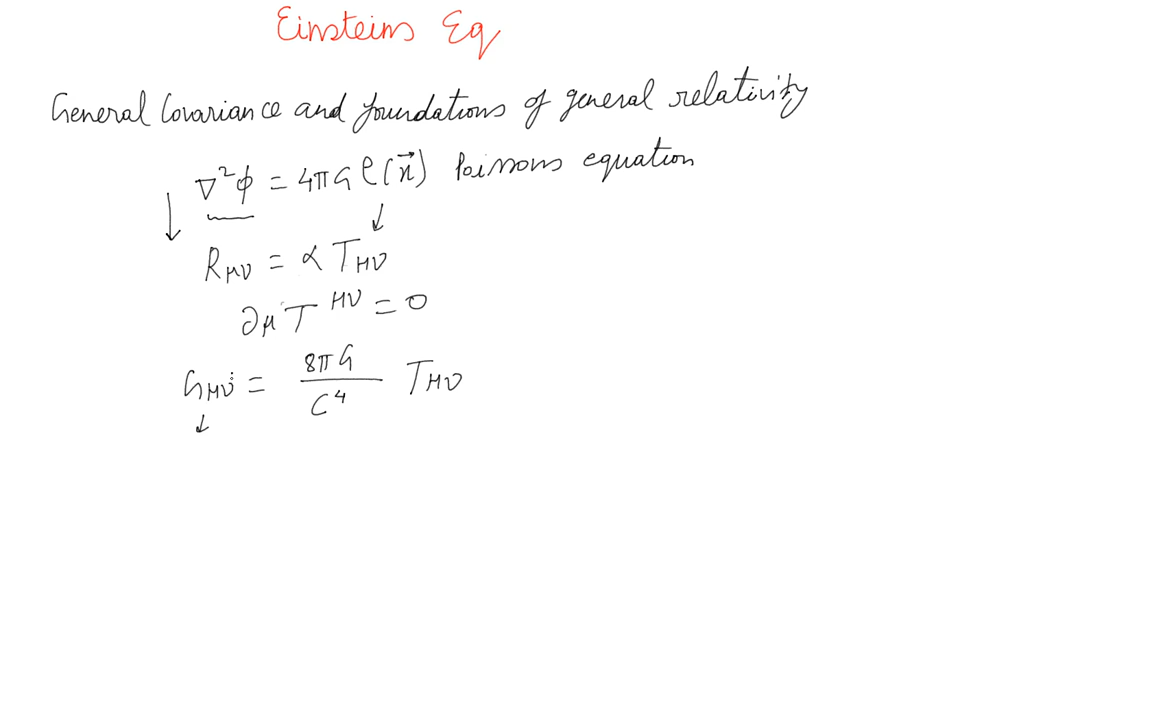 Einsteins Eq
General Covariance and foundations of general relativity
∇²φ = 4πG ρ(x⃗) Poissons equation
R_μν = α T_μν
∂_μ T^μν = 0
G_μν = 8πG/C⁴ T_μν